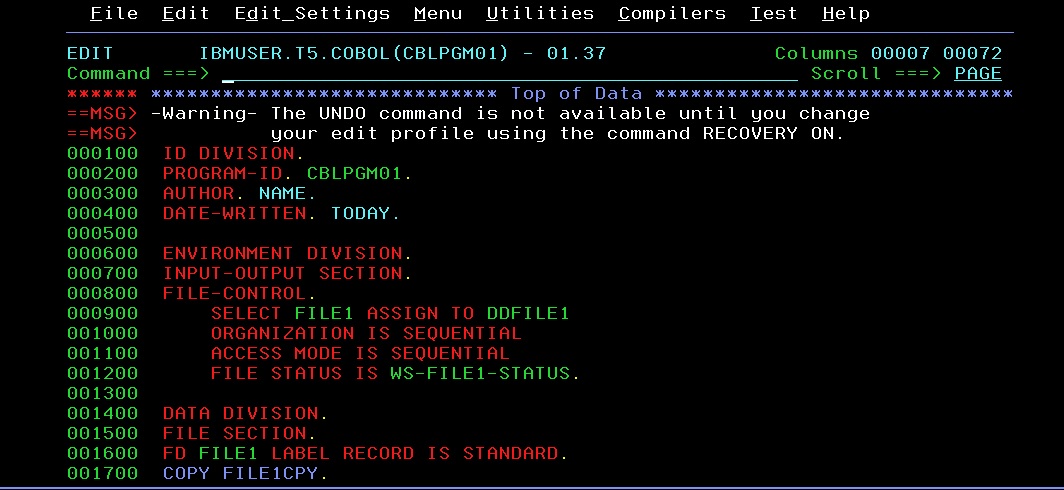 File Edit Edit_Settings Menu Utilities Compilers Test Help
EDIT IBMUSER.T5.COBOL(CBLPGM01) - 01.37 Columns 00007 00072
Command ===> Scroll ===> PAGE
****** ***************************** Top of Data ******************************
==MSG> -Warning- The UNDO command is not available until you change
==MSG> your edit profile using the command RECOVERY ON.
000100 ID DIVISION.
000200 PROGRAM-ID. CBLPGM01.
000300 AUTHOR. NAME.
000400 DATE-WRITTEN. TODAY.
000500
000600 ENVIRONMENT DIVISION.
000700 INPUT-OUTPUT SECTION.
000800 FILE-CONTROL.
000900 SELECT FILE1 ASSIGN TO DDFILE1
001000 ORGANIZATION IS SEQUENTIAL
001100 ACCESS MODE IS SEQUENTIAL
001200 FILE STATUS IS WS-FILE1-STATUS.
001300
001400 DATA DIVISION.
001500 FILE SECTION.
001600 FD FILE1 LABEL RECORD IS STANDARD.
001700 COPY FILE1CPY.